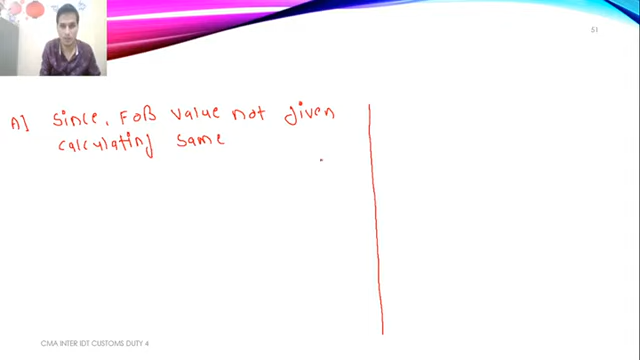 51
A] Since, FOB value not given
calculating same
CMA INTER IDT CUSTOMS DUTY 4